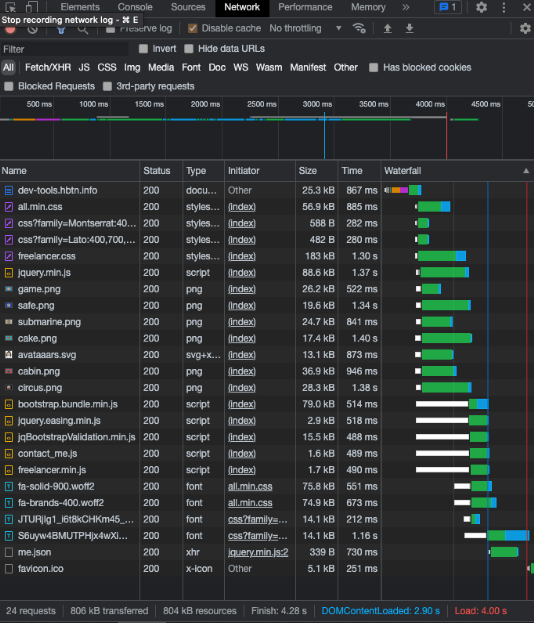 Elements Console Sources Network Performance Memory » 1
Stop recording network log - ⌘ E Preserve log Disable cache No throttling
Filter Invert Hide data URLs
All Fetch/XHR JS CSS Img Media Font Doc WS Wasm Manifest Other Has blocked cookies
Blocked Requests 3rd-party requests
500 ms 1000 ms 1500 ms 2000 ms 2500 ms 3000 ms 3500 ms 4000 ms 4500 ms
Name Status Type Initiator Size Time Waterfall
dev-tools.hbtn.info 200 docu... Other 25.3 kB 867 ms
all.min.css 200 styles... (index) 56.9 kB 885 ms
css?family=Montserrat:40... 200 styles... (index) 588 B 282 ms
css?family=Lato:400,700,... 200 styles... (index) 482 B 280 ms
freelancer.css 200 styles... (index) 183 kB 1.30 s
jquery.min.js 200 script (index) 88.6 kB 1.37 s
game.png 200 png (index) 26.2 kB 522 ms
safe.png 200 png (index) 19.6 kB 1.34 s
submarine.png 200 png (index) 24.7 kB 841 ms
cake.png 200 png (index) 17.4 kB 1.40 s
avataaars.svg 200 svg+x... (index) 13.1 kB 873 ms
cabin.png 200 png (index) 36.9 kB 946 ms
circus.png 200 png (index) 28.3 kB 1.38 s
bootstrap.bundle.min.js 200 script (index) 79.0 kB 514 ms
jquery.easing.min.js 200 script (index) 2.9 kB 518 ms
jqBootstrapValidation.min.js 200 script (index) 15.5 kB 488 ms
contact_me.js 200 script (index) 1.6 kB 489 ms
freelancer.min.js 200 script (index) 1.7 kB 490 ms
fa-solid-900.woff2 200 font all.min.css 75.8 kB 551 ms
fa-brands-400.woff2 200 font all.min.css 74.9 kB 673 ms
JTURjIg1_i6t8kCHKm45_... 200 font css?family=... 14.1 kB 212 ms
S6uyw4BMUTPHjx4wXi... 200 font css?family=... 14.1 kB 1.16 s
me.json 200 xhr jquery.min.js:2 339 B 730 ms
favicon.ico 200 x-icon Other 5.1 kB 251 ms
24 requests 806 kB transferred 804 kB resources Finish: 4.28 s DOMContentLoaded: 2.90 s Load: 4.00 s